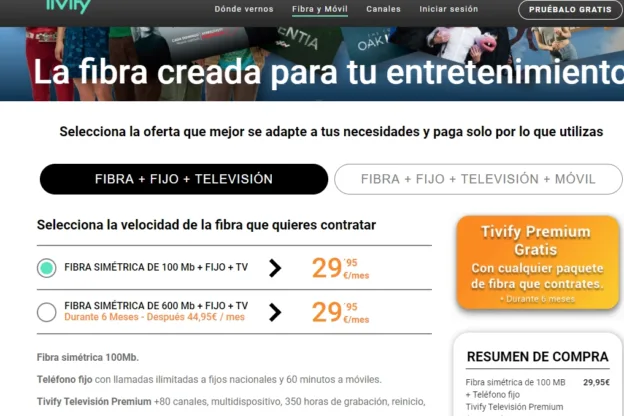 Tivify
Dónde vernos
Fibra y Móvil
Canales
Iniciar sesión
PRUÉBALO GRATIS
La fibra creada para tu entretenimiento
Selecciona la oferta que mejor se adapte a tus necesidades y paga solo por lo que utilizas
FIBRA + FIJO + TELEVISIÓN
FIBRA + FIJO + TELEVISIÓN + MÓVIL
Selecciona la velocidad de la fibra que quieres contratar
FIBRA SIMÉTRICA DE 100 Mb + FIJO + TV
29'95
€/mes
FIBRA SIMÉTRICA DE 600 Mb + FIJO + TV
Durante 6 Meses - Después 44,95€ / mes
29'95
€/mes
Fibra simétrica 100Mb.
Teléfono fijo con llamadas ilimitadas a fijos nacionales y 60 minutos a móviles.
Tivify Televisión Premium +80 canales, multidispositivo, 350 horas de grabación, reinicio,
Tivify Premium
Gratis
Con cualquier paquete
de fibra que contrates.
* Durante 6 meses
RESUMEN DE COMPRA
Fibra simétrica de 100 MB 29,95€
+ Teléfono fijo
Tivify Televisión Premium